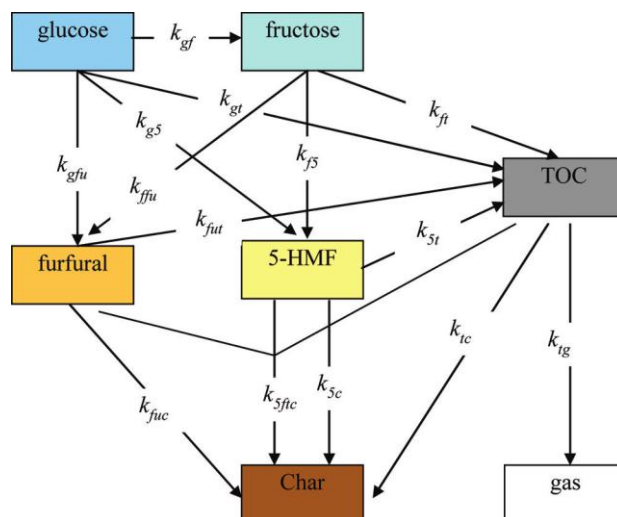 glucose
k_gf
fructose
k_gt
k_ft
k_g5
k_f5
k_gfu
k_ffu
TOC
k_fut
k_5t
furfural
5-HMF
k_tc
k_tg
k_5ftc
k_5c
k_fuc
Char
gas